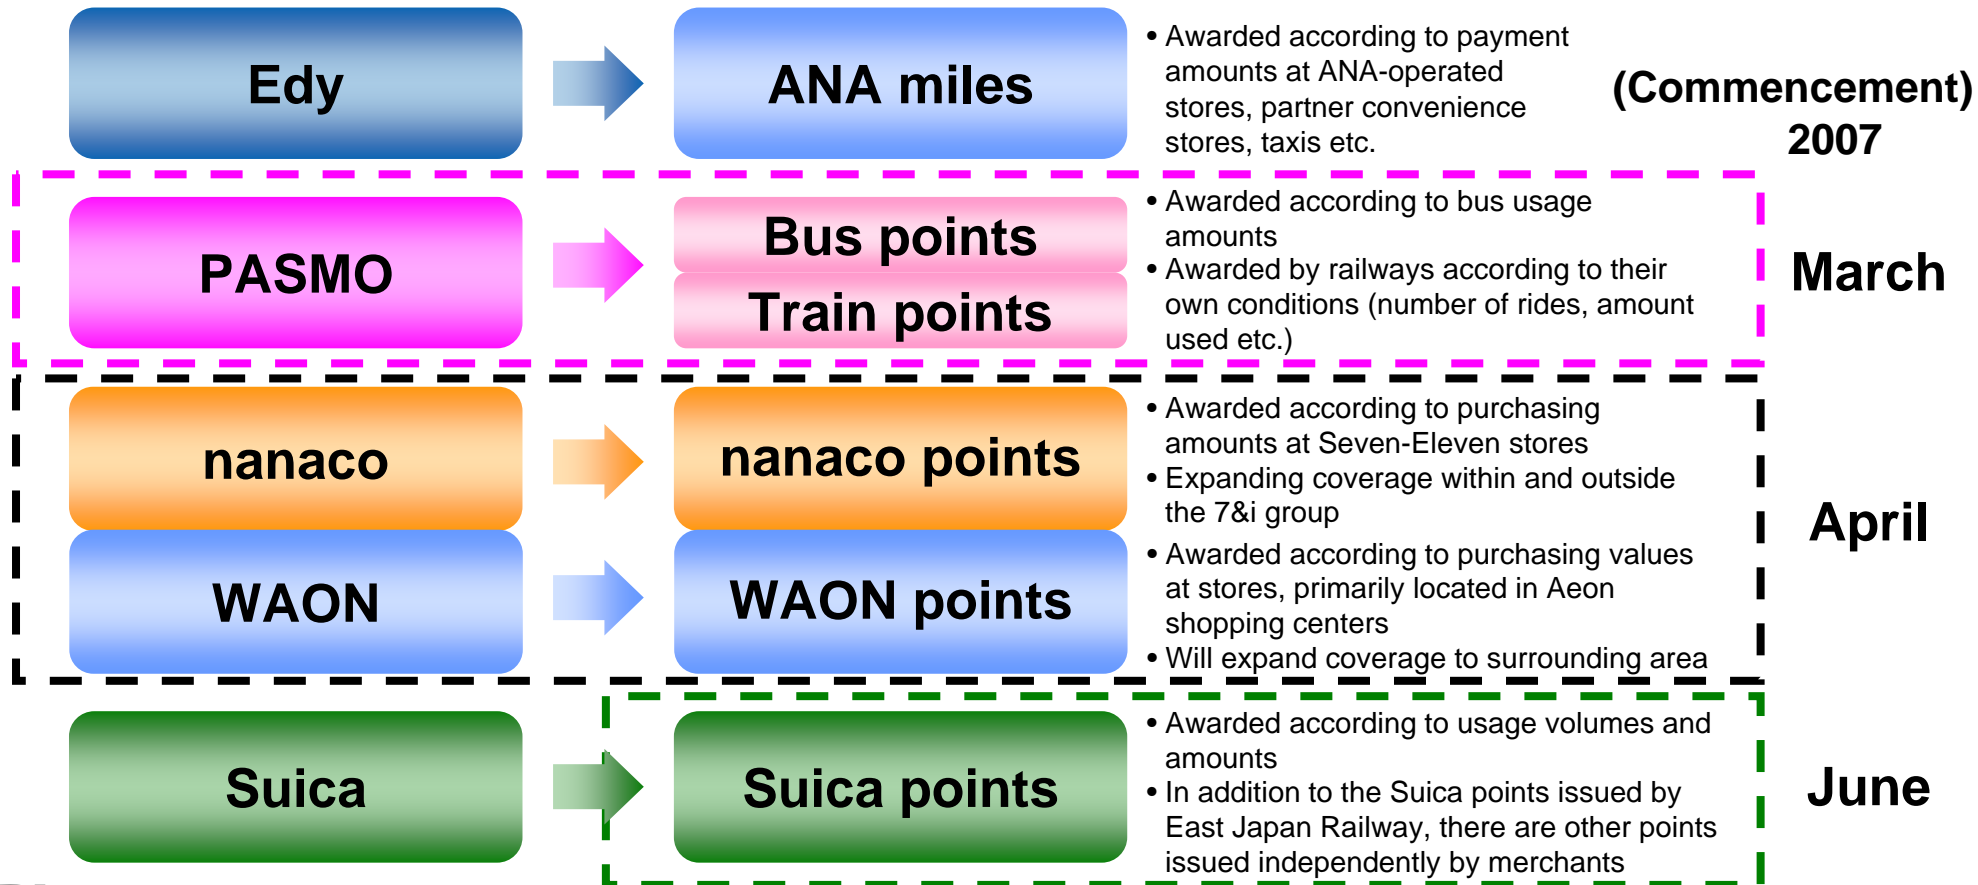 Edy
ANA miles
• Awarded according to payment
amounts at ANA-operated
stores, partner convenience
stores, taxis etc.
(Commencement)
2007
PASMO
Bus points
Train points
• Awarded according to bus usage
amounts
• Awarded by railways according to their
own conditions (number of rides, amount
used etc.)
March
nanaco
nanaco points
• Awarded according to purchasing
amounts at Seven-Eleven stores
• Expanding coverage within and outside
the 7&i group
WAON
WAON points
• Awarded according to purchasing values
at stores, primarily located in Aeon
shopping centers
• Will expand coverage to surrounding area
April
Suica
Suica points
• Awarded according to usage volumes and
amounts
• In addition to the Suica points issued by
East Japan Railway, there are other points
issued independently by merchants
June